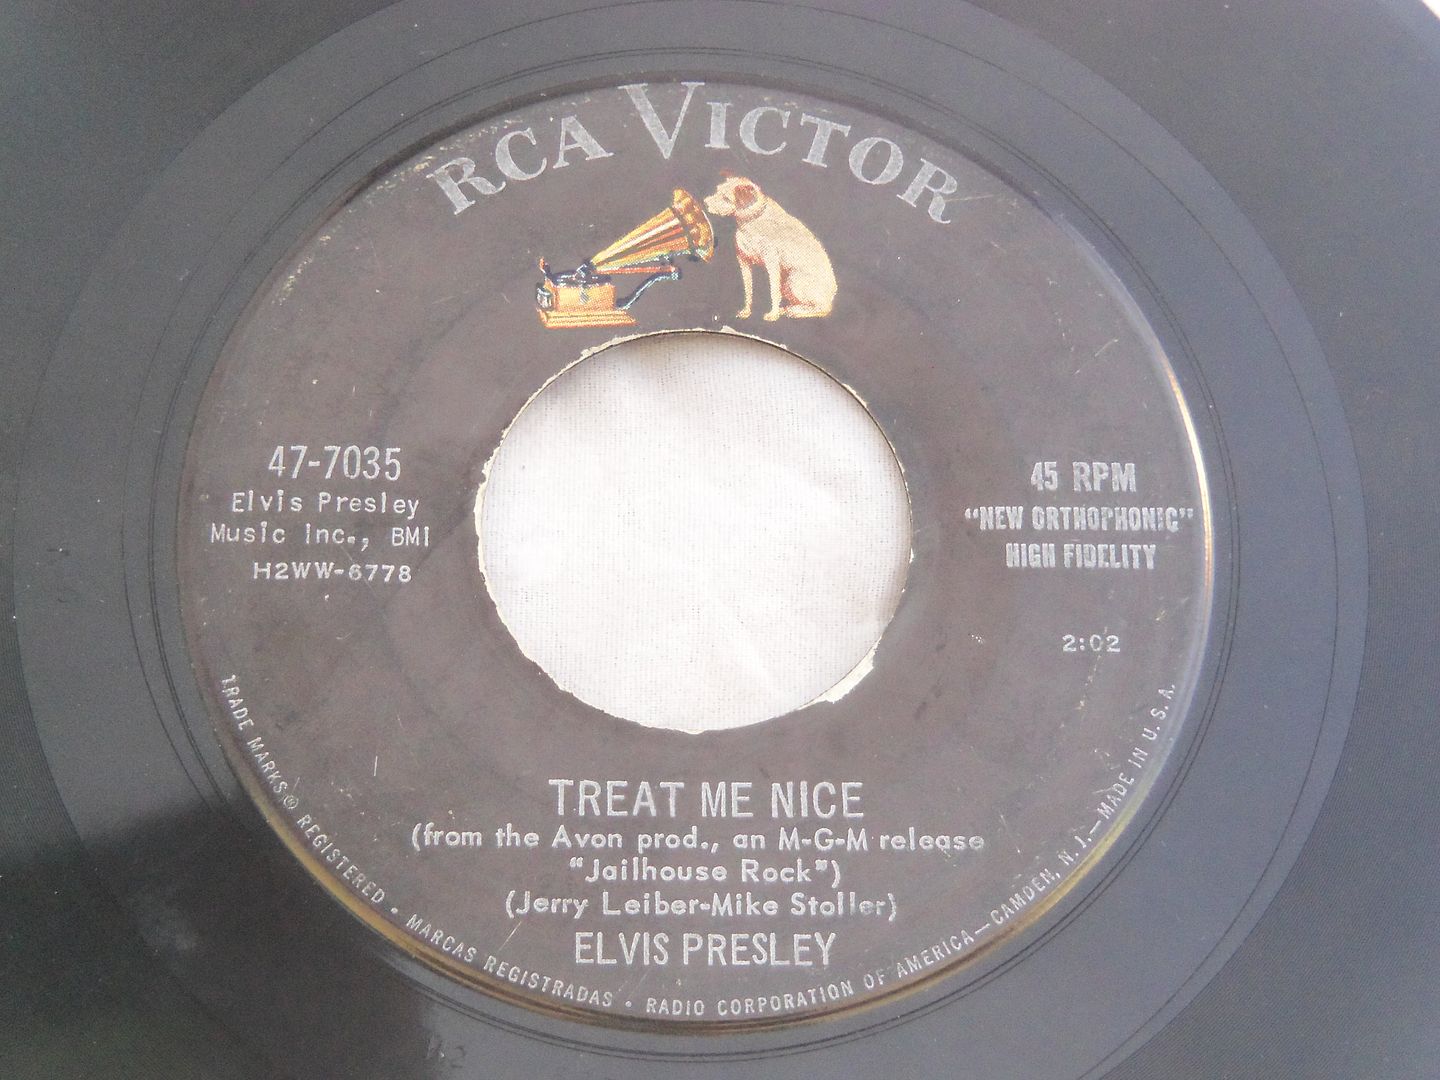 RCA VICTOR
47-7035
Elvis Presley
Music Inc., BMI
H2WW-6778
45 RPM
"NEW ORTHOPHONIC"
HIGH FIDELITY
2:02
TREAT ME NICE
(from the Avon prod., an M-G-M release
"Jailhouse Rock")
(Jerry Leiber-Mike Stoller)
ELVIS PRESLEY
TRADE MARKS ® REGISTERED • MARCAS REGISTRADAS • RADIO CORPORATION OF AMERICA—CAMDEN, N. J.—MADE IN U. S. A.